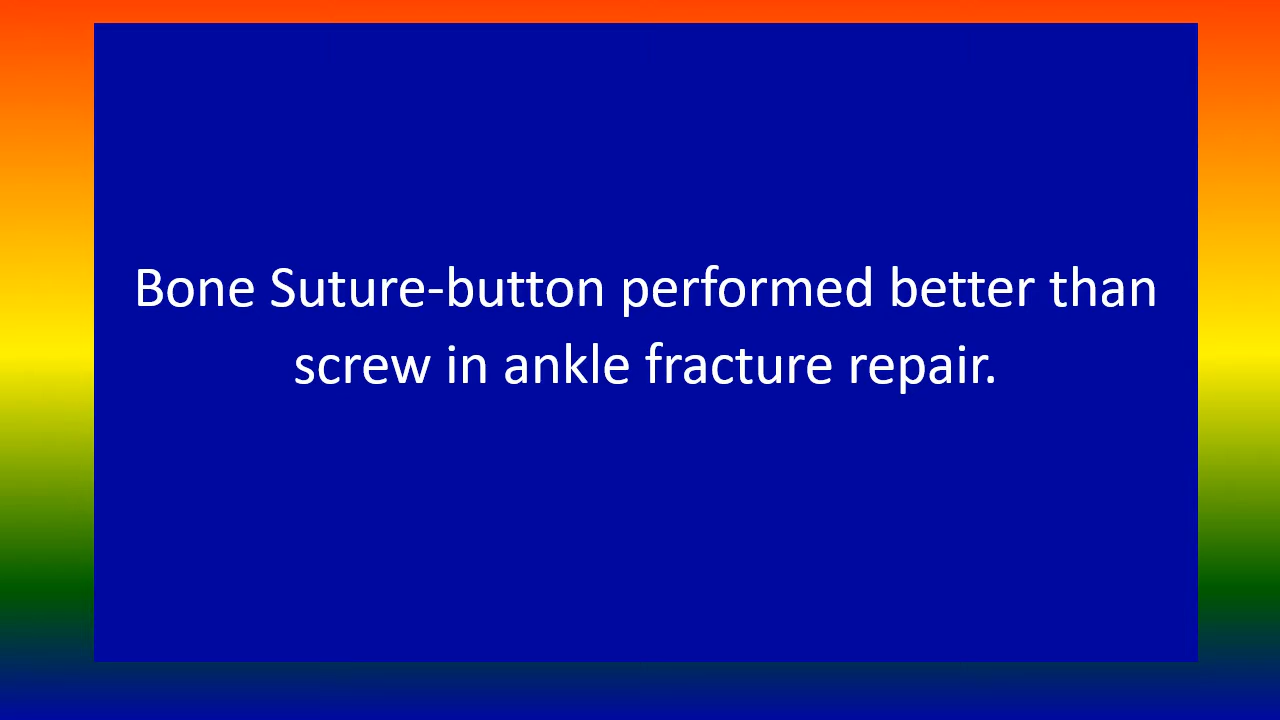 Bone Suture-button performed better than
screw in ankle fracture repair.